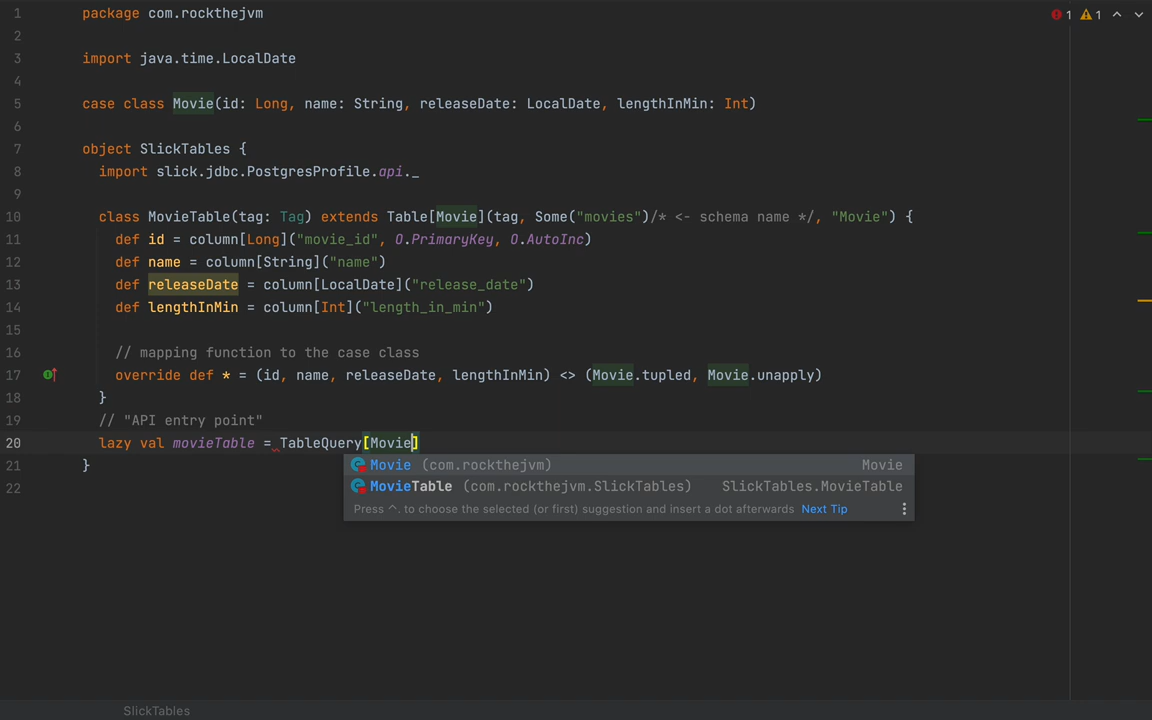 1 package com.rockthejvm
1 1
2
3 import java.time.LocalDate
4
5 case class Movie(id: Long, name: String, releaseDate: LocalDate, lengthInMin: Int)
6
7 object SlickTables {
8 import slick.jdbc.PostgresProfile.api._
9
10 class MovieTable(tag: Tag) extends Table[Movie](tag, Some("movies")/* <- schema name */, "Movie") {
11 def id = column[Long]("movie_id", O.PrimaryKey, O.AutoInc)
12 def name = column[String]("name")
13 def releaseDate = column[LocalDate]("release_date")
14 def lengthInMin = column[Int]("length_in_min")
15
16 // mapping function to the case class
17 override def * = (id, name, releaseDate, lengthInMin) <> (Movie.tupled, Movie.unapply)
18 }
19 // "API entry point"
20 lazy val movieTable = TableQuery[Movie]
21 }
22
Movie (com.rockthejvm) Movie
MovieTable (com.rockthejvm.SlickTables) SlickTables.MovieTable
Press ^. to choose the selected (or first) suggestion and insert a dot afterwards Next Tip
SlickTables